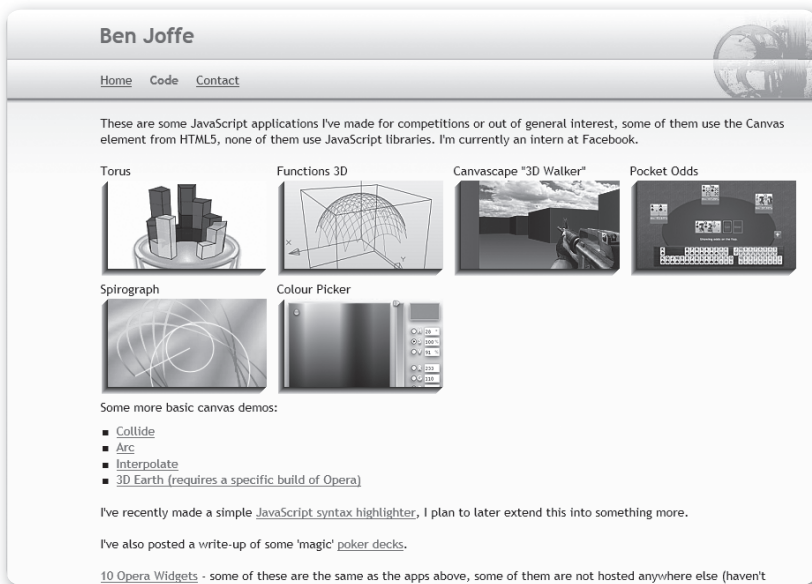 Ben Joffe
Home Code Contact
These are some JavaScript applications I've made for competitions or out of general interest, some of them use the Canvas
element from HTML5, none of them use JavaScript libraries. I'm currently an intern at Facebook.
Torus Functions 3D Canvascape "3D Walker" Pocket Odds
X
Y
Spirograph Colour Picker
28 °
100 %
91 %
233
110
Some more basic canvas demos:
Collide
Arc
Interpolate
3D Earth (requires a specific build of Opera)
I've recently made a simple JavaScript syntax highlighter, I plan to later extend this into something more.
I've also posted a write-up of some 'magic' poker decks.
10 Opera Widgets - some of these are the same as the apps above, some of them are not hosted anywhere else (haven't